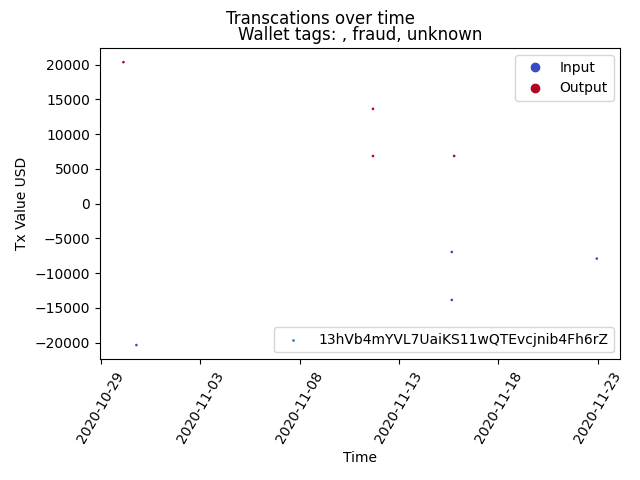 Transcations over time
Wallet tags: , fraud, unknown
Tx Value USD
20000
15000
10000
5000
0
−5000
−10000
−15000
−20000
Input
Output
13hVb4mYVL7UaiKS11wQTEvcjnib4Fh6rZ
2020-10-29
2020-11-03
2020-11-08
2020-11-13
2020-11-18
2020-11-23
Time